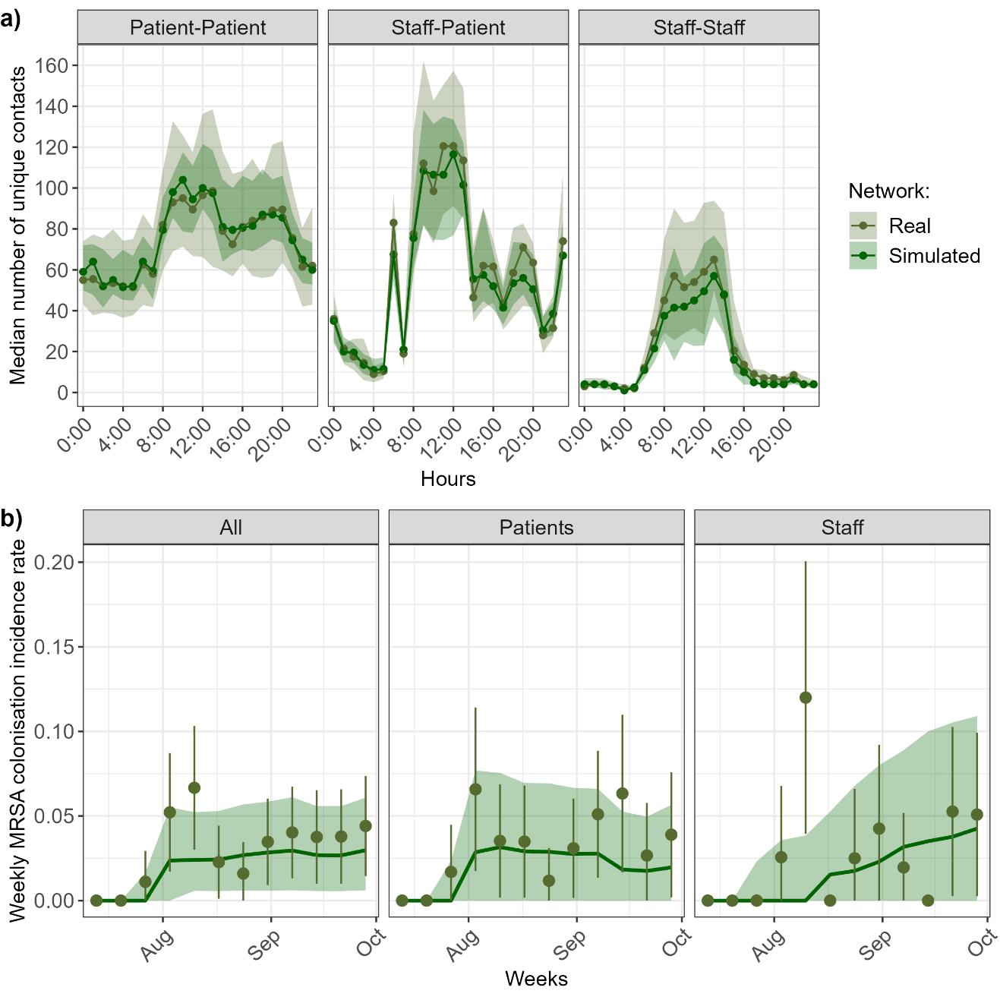 a)
Patient-Patient
Staff-Patient
Staff-Staff
Median number of unique contacts
160
140
120
100
80
60
40
20
0
0:00 4:00 8:00 12:00 16:00 20:00
0:00 4:00 8:00 12:00 16:00 20:00
0:00 4:00 8:00 12:00 16:00 20:00
Hours
Network:
Real
Simulated
b)
All
Patients
Staff
Weekly MRSA colonisation incidence rate
0.20
0.15
0.10
0.05
0.00
Aug Sep Oct
Aug Sep Oct
Aug Sep Oct
Weeks